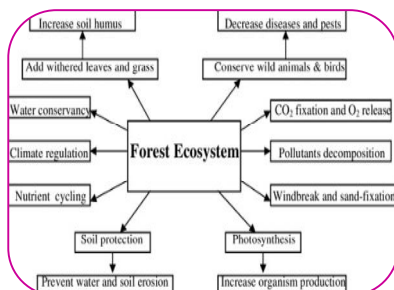 Increase soil humus
Decrease diseases and pests
Add withered leaves and grass
Conserve wild animals & birds
Water conservancy
CO2 fixation and O2 release
Climate regulation
Forest Ecosystem
Pollutants decomposition
Nutrient cycling
Windbreak and sand-fixation
Soil protection
Photosynthesis
Prevent water and soil erosion
Increase organism production